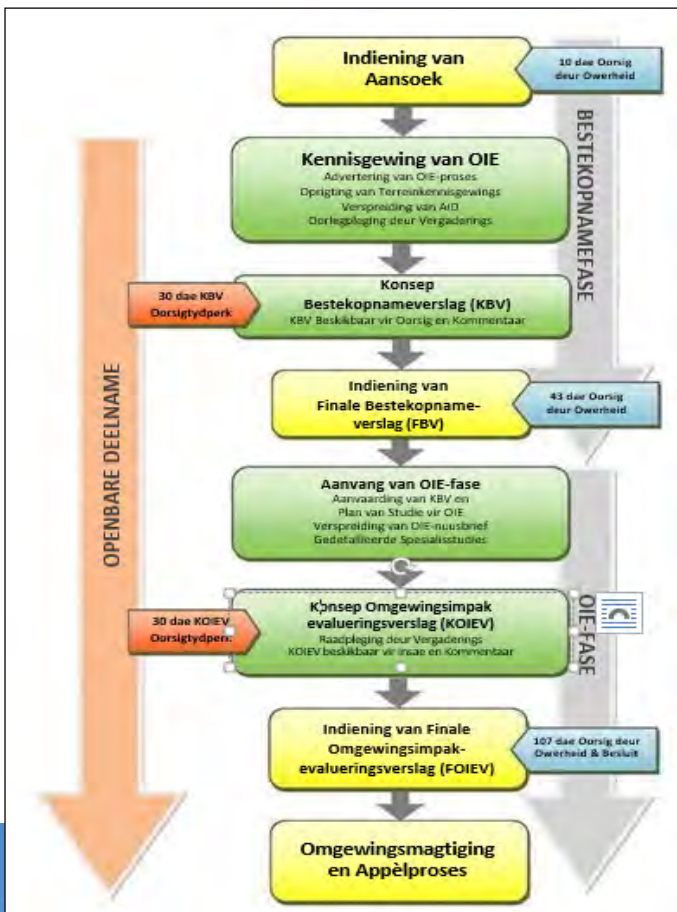 Indiening van
Aansoek
10 dae Oorsig
deur Owerheid
BESTEKOPNAMEFASE
Kennisgewing van OIE
Advertering van OIE-proses
Oprigting van Terreinkennisgewings
Verspreiding van AID
Oorlegpleging deur Vergaderings
30 dae KBV
Oorsigtydperk
Konsep
Bestekopnameverslag (KBV)
KBV Beskikbaar vir Oorsig en Kommentaar
OPENBARE DEELNAME
Indiening van
Finale Bestekopname-
verslag (FBV)
43 dae Oorsig
deur Owerheid
Aanvang van OIE-fase
Aanvaarding van KBV en
Plan van Studie vir OIE
Verspreiding van OIE-nuusbrief
Gedetailleerde Spesialisstudies
OIE-FASE
30 dae KOIEV
Oorsigtydperk
Konsep Omgewingsimpak
evalueringsverslag (KOIEV)
Raadpleging deur Vergaderings
KOIEV beskikbaar vir Insae en Kommentaar
Indiening van Finale
Omgewingsimpak-
evalueringsverslag (FOIEV)
107 dae Oorsig deur
Owerheid & Besluit
Omgewingsmagtiging
en Appèlproses